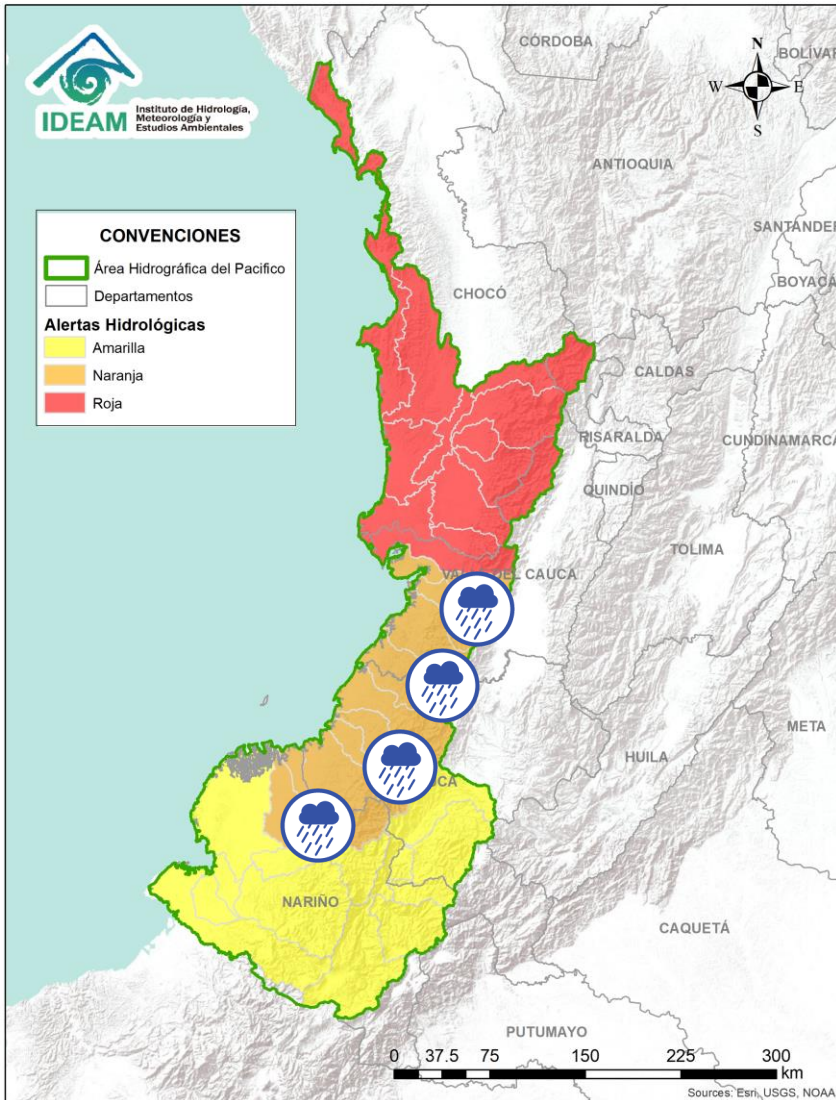 CÓRDOBA
BOLÍVAR
N
W E
S
IDEAM Instituto de Hidrología,
Meteorología y
Estudios Ambientales
ANTIOQUIA
SANTANDER
CONVENCIONES
Área Hidrográfica del Pacifico
Departamentos
Alertas Hidrológicas
Amarilla
Naranja
Roja
BOYACÁ
CHOCÓ
CALDAS
RISARALDA
CUNDINAMARCA
QUINDÍO
TOLIMA
DEL CAUCA
META
HUILA
NARIÑO
CAQUETÁ
PUTUMAYO
0 37.5 75 150 225 300
km
Sources: Esri, USGS, NOAA